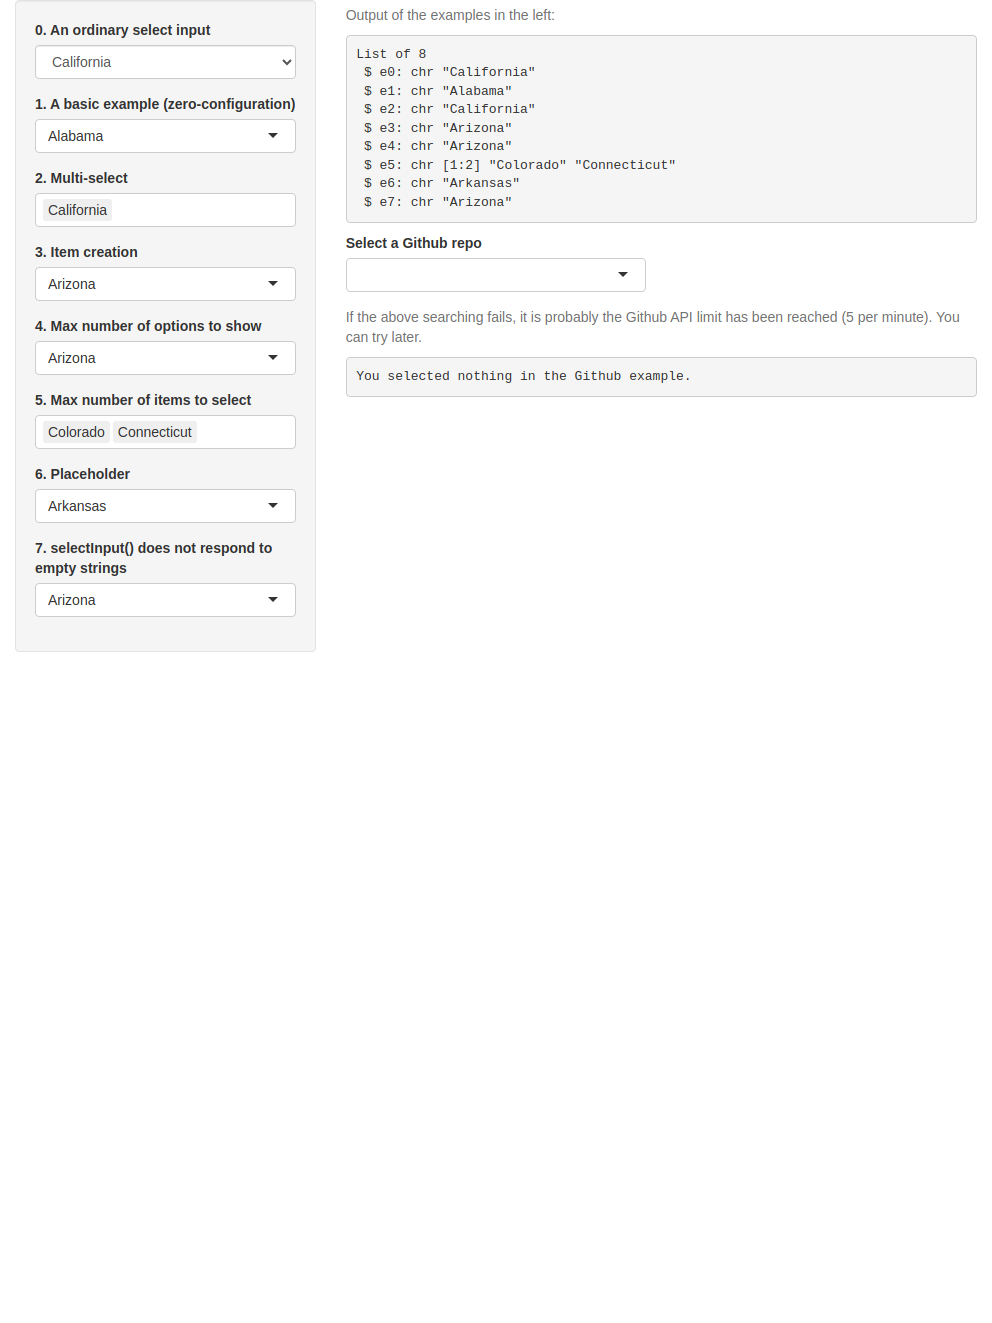 0. An ordinary select input
California
1. A basic example (zero-configuration)
Alabama
2. Multi-select
California
3. Item creation
Arizona
4. Max number of options to show
Arizona
5. Max number of items to select
Colorado Connecticut
6. Placeholder
Arkansas
7. selectInput() does not respond to
empty strings
Arizona
Output of the examples in the left:
List of 8
 $ e0: chr "California"
 $ e1: chr "Alabama"
 $ e2: chr "California"
 $ e3: chr "Arizona"
 $ e4: chr "Arizona"
 $ e5: chr [1:2] "Colorado" "Connecticut"
 $ e6: chr "Arkansas"
 $ e7: chr "Arizona"
Select a Github repo
If the above searching fails, it is probably the Github API limit has been reached (5 per minute). You
can try later.
You selected nothing in the Github example.